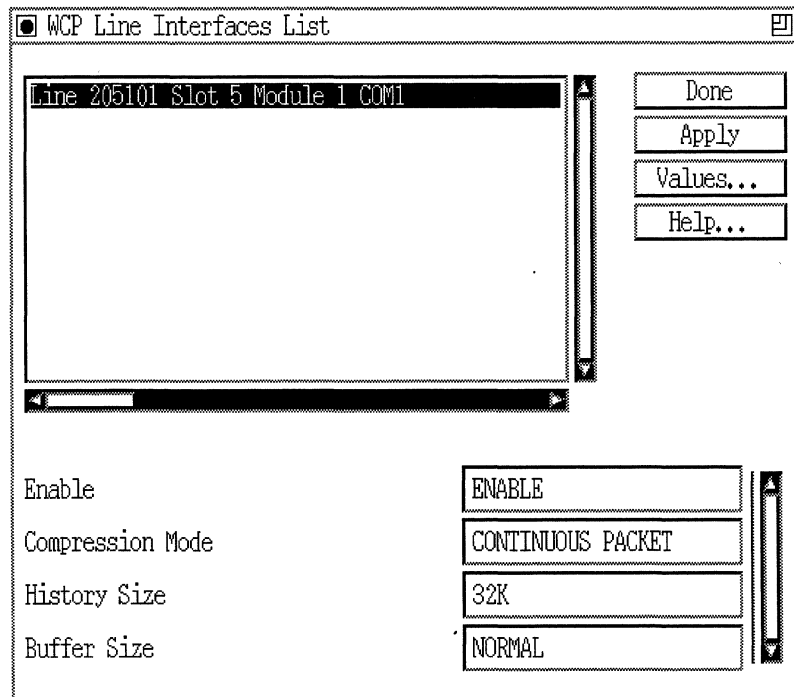 WCP Line Interfaces List
Line 205101 Slot 5 Module 1 COM1
Done
Apply
Values...
Help...
Enable
ENABLE
Compression Mode
CONTINUOUS PACKET
History Size
32K
Buffer Size
NORMAL